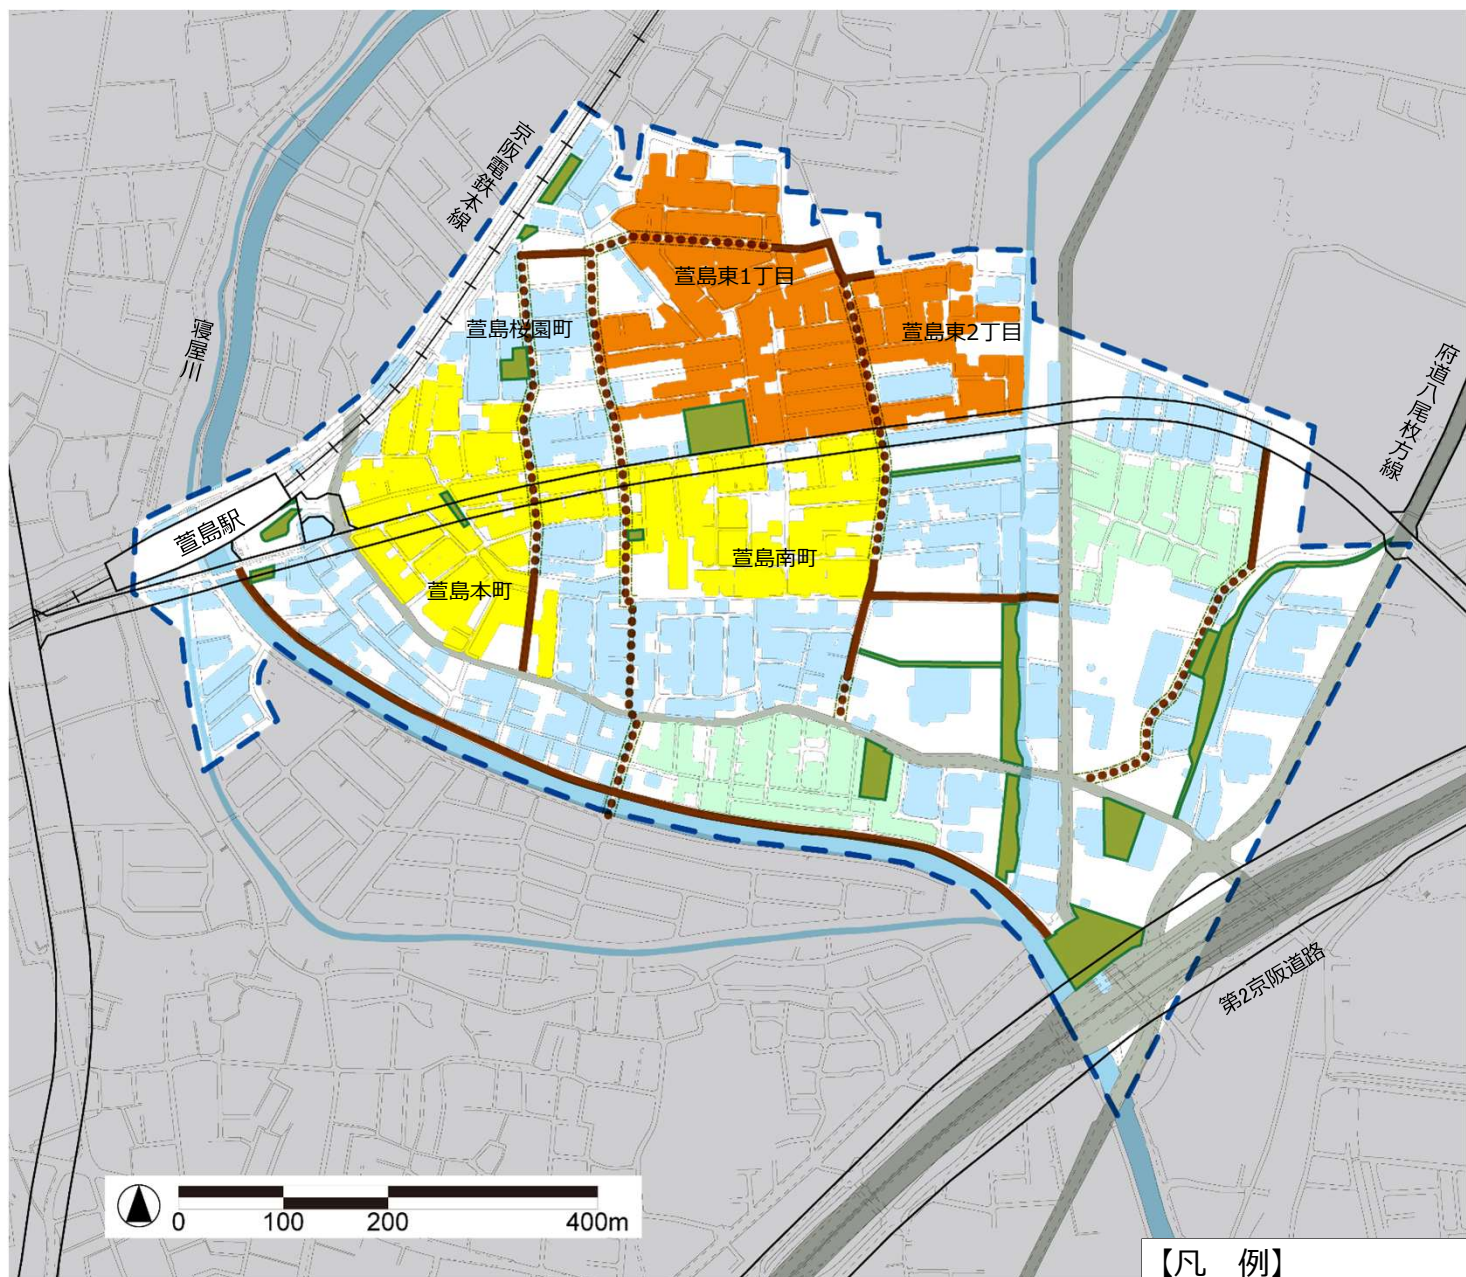 京阪電鉄本線
萱島東1丁目
萱島桜園町
萱島東2丁目
寝屋川
府道八尾枚方線
萱島駅
萱島南町
萱島本町
第2京阪道路
0 100 200 400m
【凡 例】